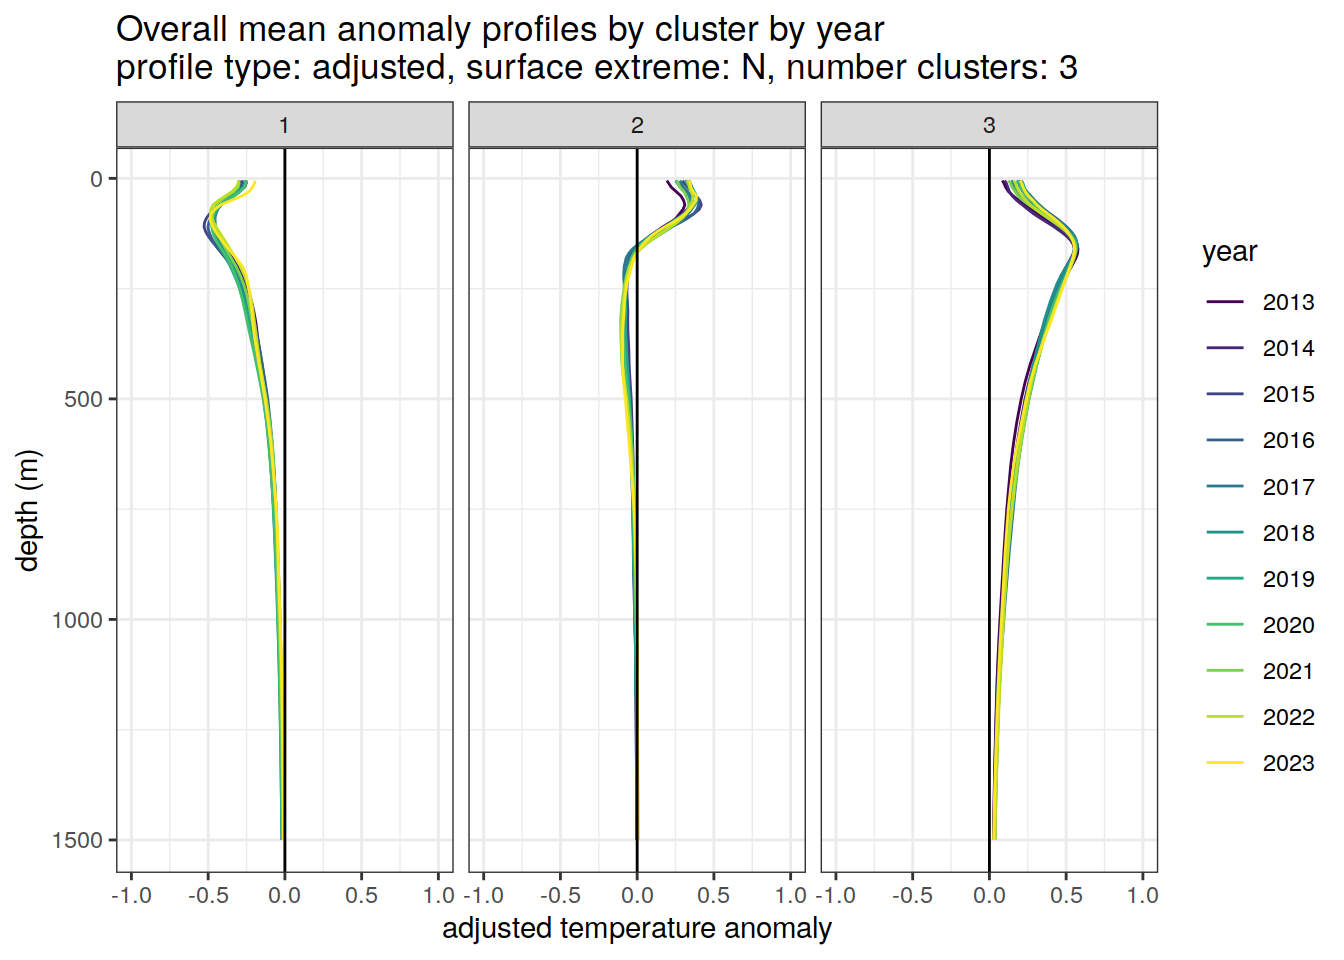 Overall mean anomaly profiles by cluster by year
profile type: adjusted, surface extreme: N, number clusters: 3
1
2
3
0
500
1000
1500
depth (m)
-1.0 -0.5 0.0 0.5 1.0
-1.0 -0.5 0.0 0.5 1.0
-1.0 -0.5 0.0 0.5 1.0
adjusted temperature anomaly
year
2013
2014
2015
2016
2017
2018
2019
2020
2021
2022
2023